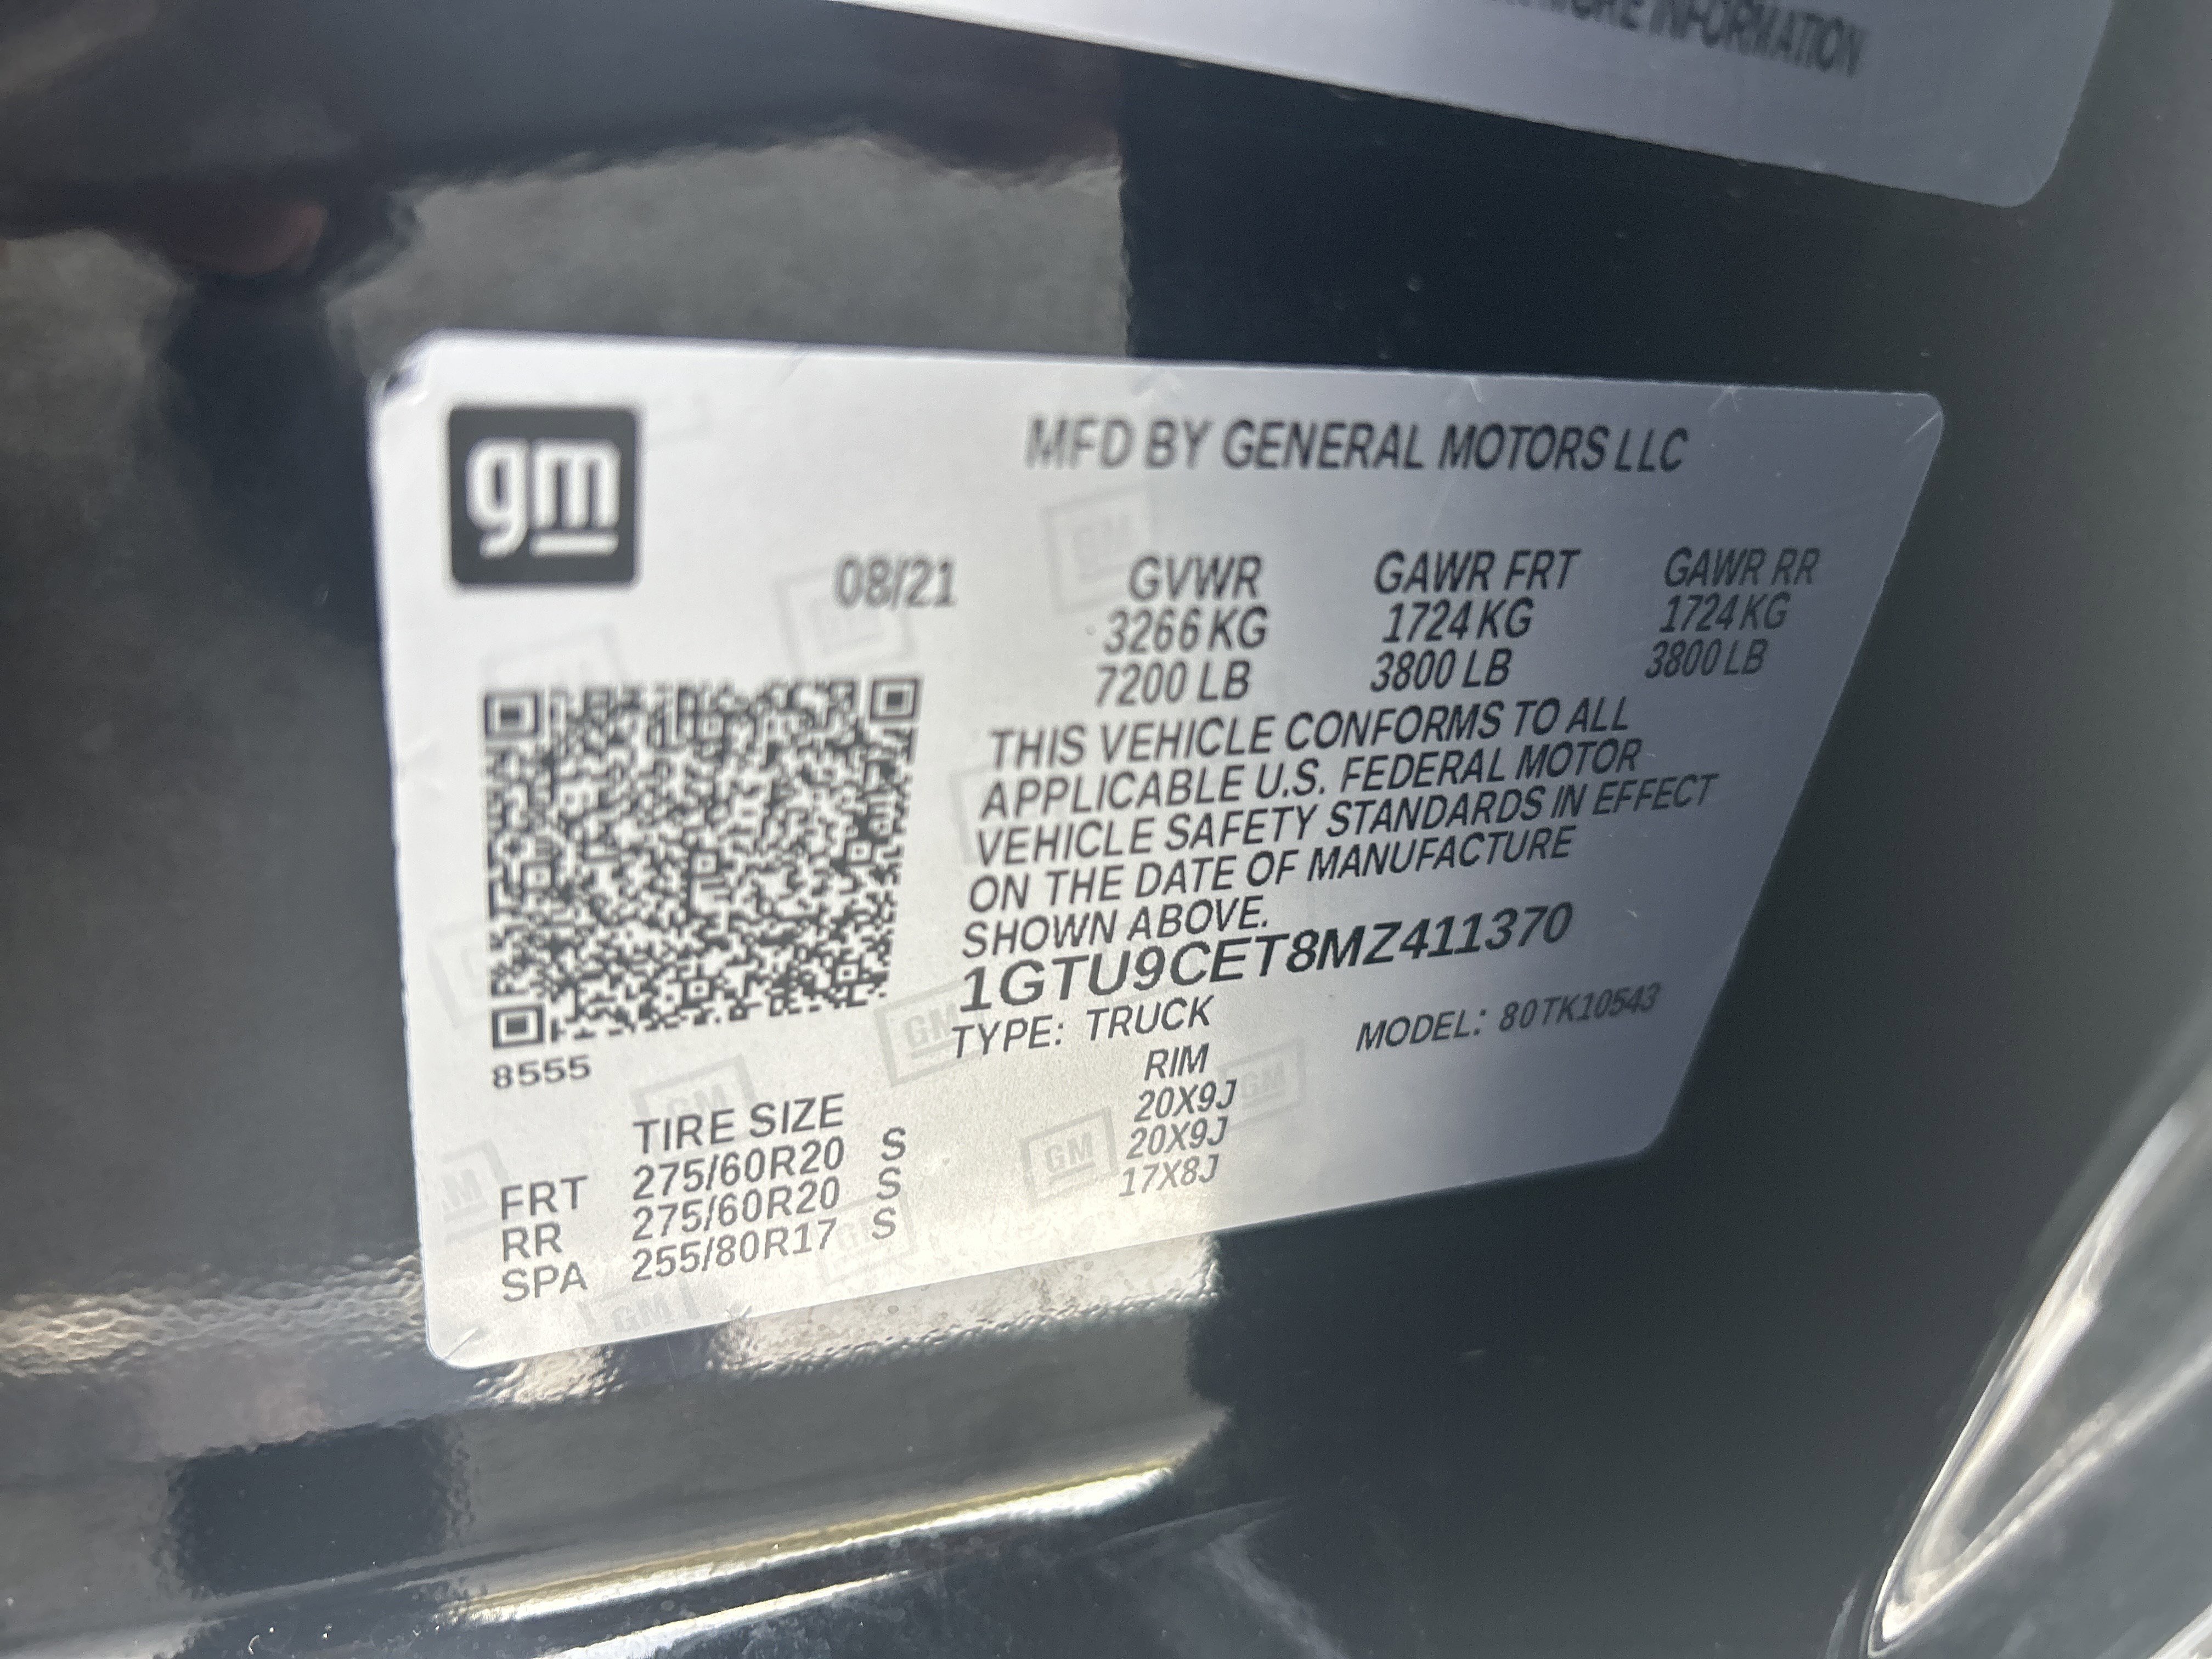 MORE INFORMATION
gm
MFD BY GENERAL MOTORS LLC
08/21 GVWR GAWR FRT GAWR RR
3266 KG 1724 KG 1724 KG
7200 LB 3800 LB 3800 LB
THIS VEHICLE CONFORMS TO ALL
APPLICABLE U.S. FEDERAL MOTOR
VEHICLE SAFETY STANDARDS IN EFFECT
ON THE DATE OF MANUFACTURE
SHOWN ABOVE.
1GTU9CET8MZ411370
TYPE: TRUCK MODEL: 80TK10543
8555
TIRE SIZE RIM
FRT 275/60R20 S 20X9J
RR 275/60R20 S 20X9J
SPA 255/80R17 S 17X8J